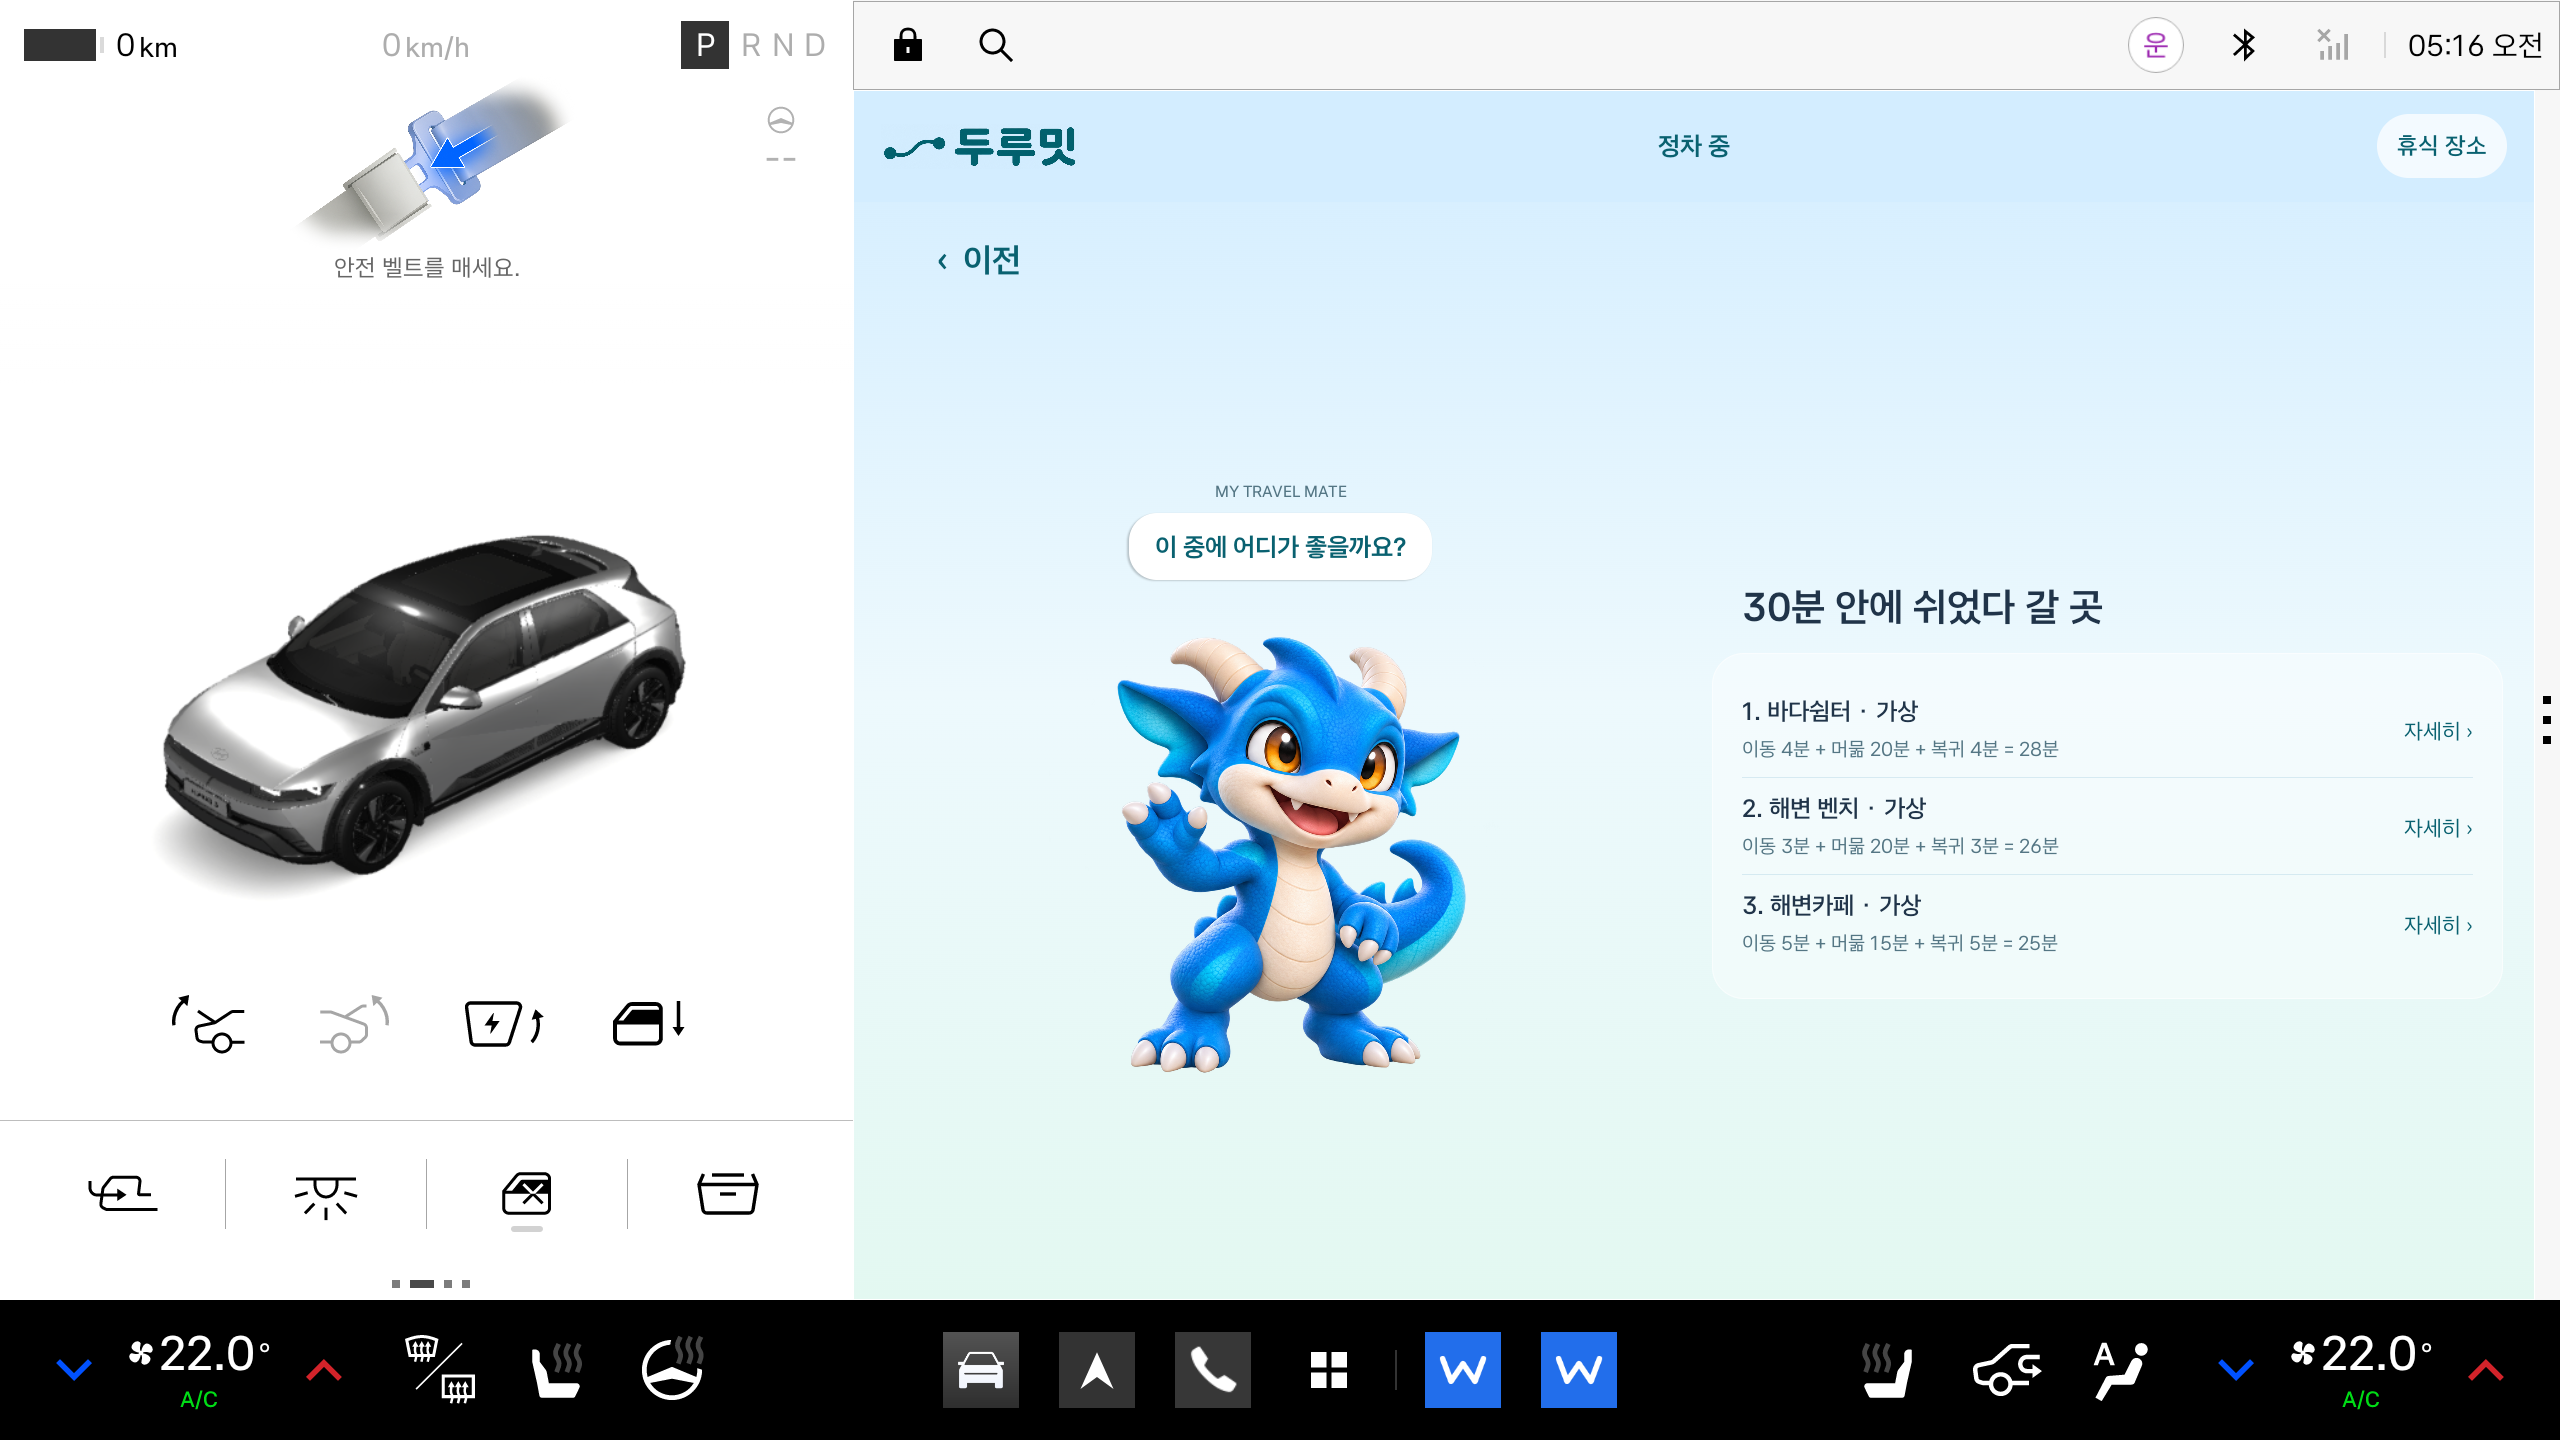 0 km
0 km/h
P R N D
운
05:16 오전
안전 벨트를 매세요.
두루밋
정차 중
휴식 장소
‹ 이전
MY TRAVEL MATE
이 중에 어디가 좋을까요?
30분 안에 쉬었다 갈 곳
1. 바다쉼터 · 가상
이동 4분 + 머묾 20분 + 복귀 4분 = 28분
자세히 ›
2. 해변 벤치 · 가상
이동 3분 + 머묾 20분 + 복귀 3분 = 26분
자세히 ›
3. 해변카페 · 가상
이동 5분 + 머묾 15분 + 복귀 5분 = 25분
자세히 ›
22.0°
A/C
A
22.0°
A/C